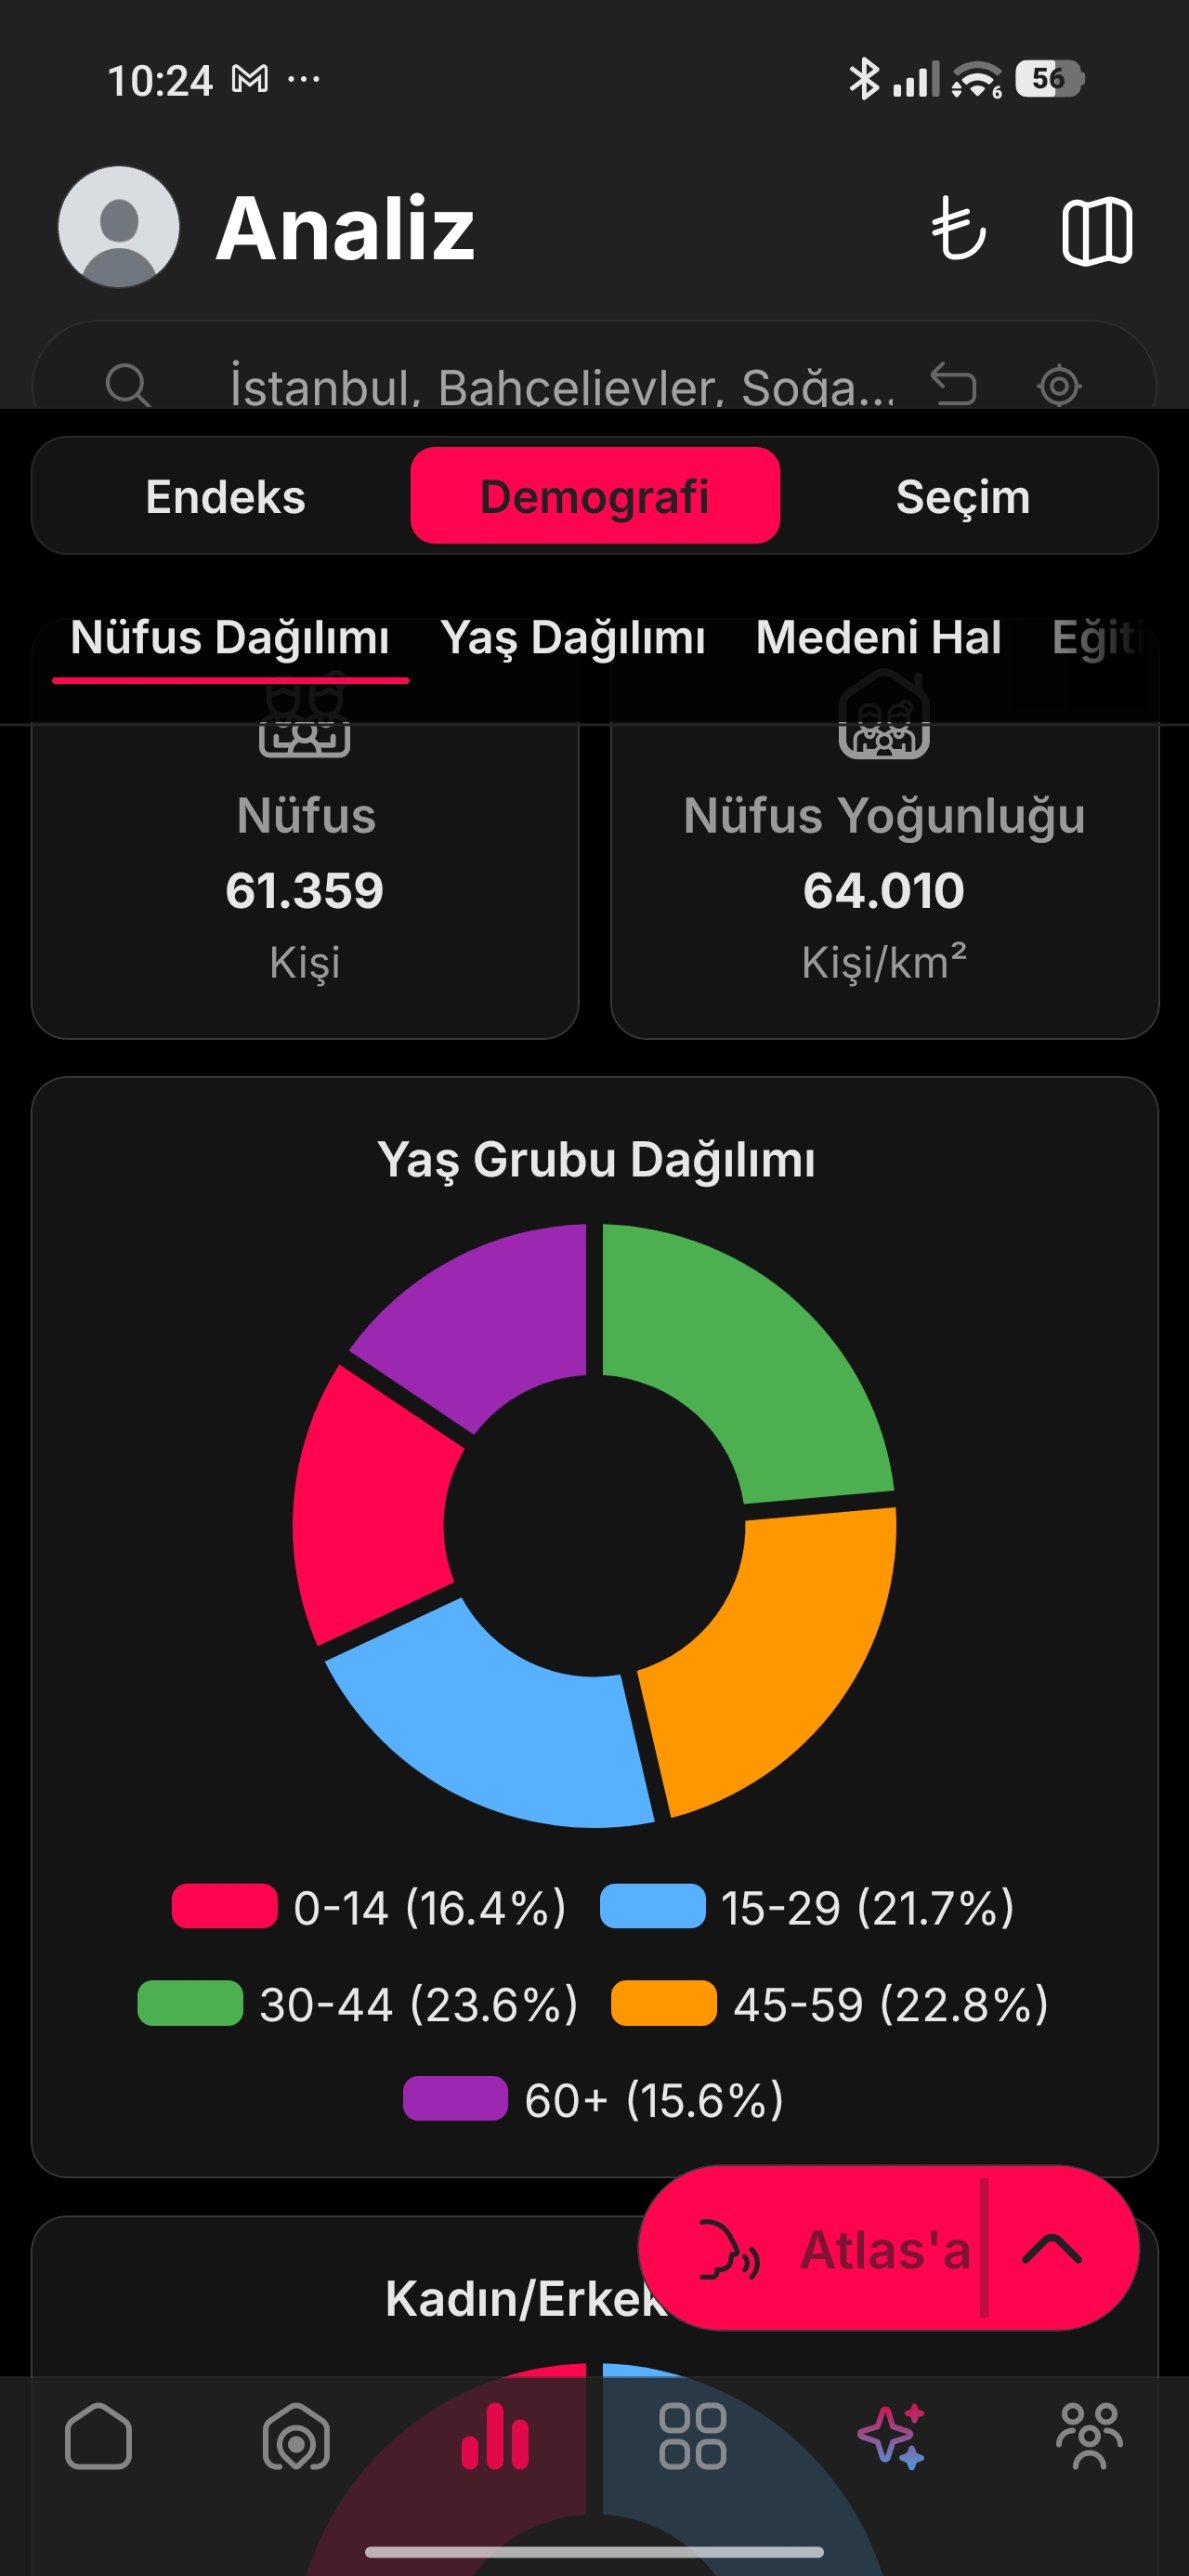 10:24
56
Analiz
İstanbul, Bahçelievler, Soğa...
Endeks Demografi Seçim
Nüfus Dağılımı Yaş Dağılımı Medeni Hal Eğiti
Nüfus Nüfus Yoğunluğu
61.359 64.010
Kişi Kişi/km²
Yaş Grubu Dağılımı
0-14 (16.4%) 15-29 (21.7%)
30-44 (23.6%) 45-59 (22.8%)
60+ (15.6%)
Atlas'a
Kadın/Erkek